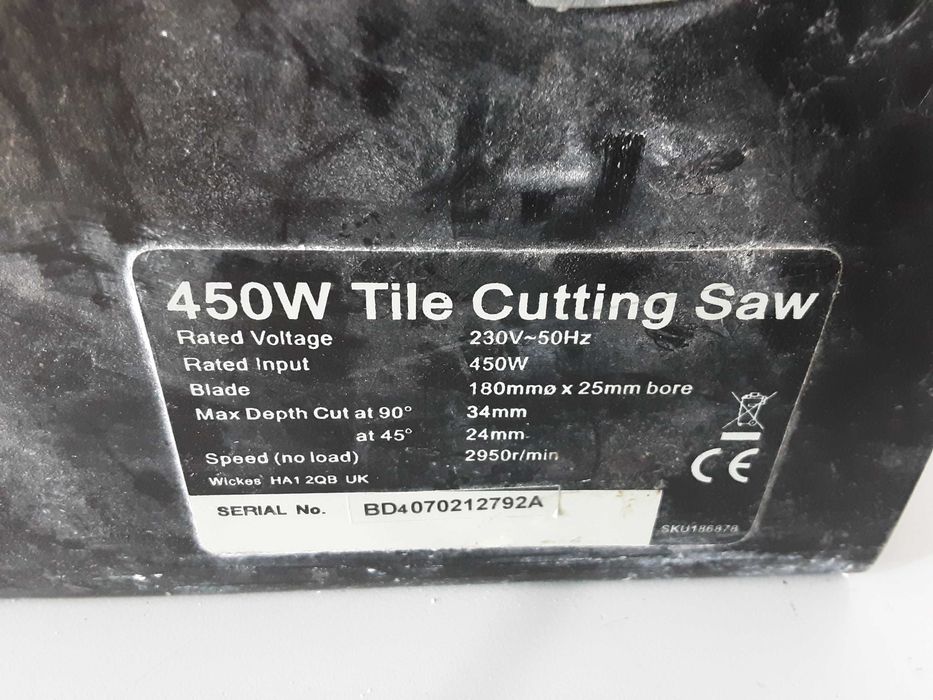 450W Tile Cutting Saw
Rated Voltage 230V~50Hz
Rated Input 450W
Blade 180mmø x 25mm bore
Max Depth Cut at 90° 34mm
at 45° 24mm
Speed (no load) 2950r/min
Wickes HA1 2QB UK
CE
SERIAL No. BD4070212792A
SKU186878